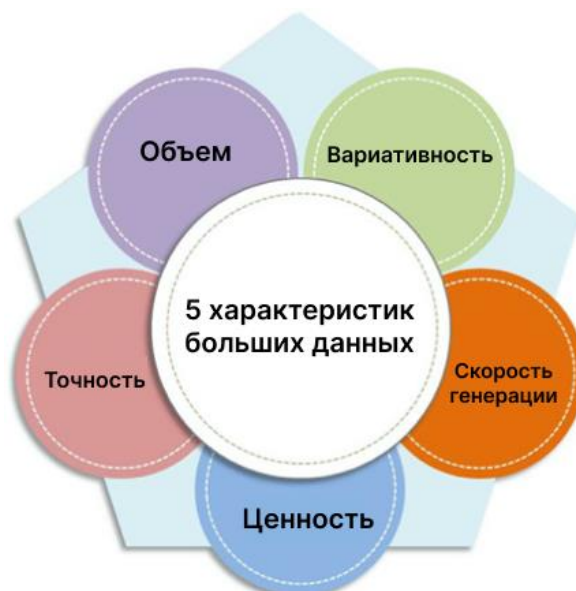 Объем
Вариативность
5 характеристик
больших данных
Точность
Скорость
генерации
Ценность